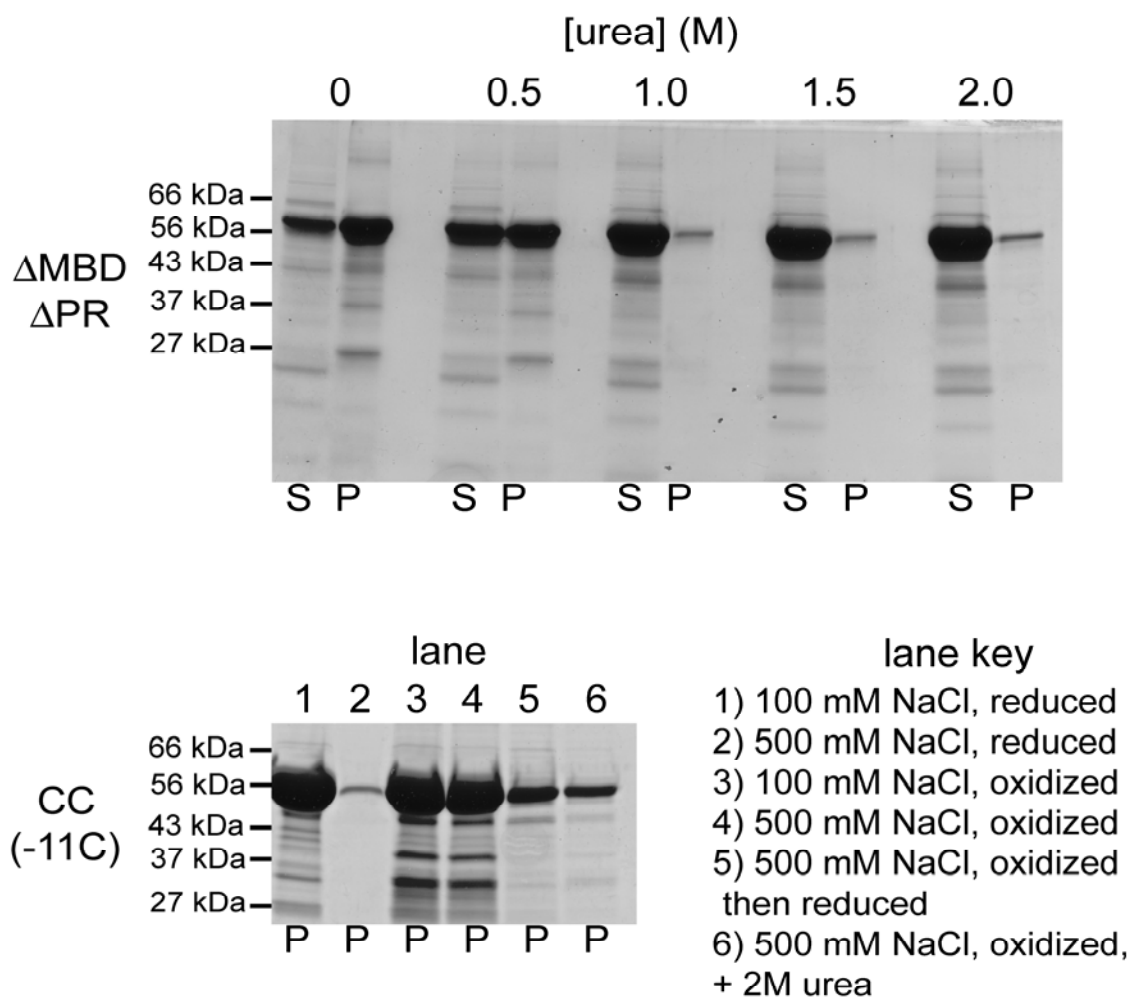 [urea] (M)
0 0.5 1.0 1.5 2.0
66 kDa
56 kDa
43 kDa
37 kDa
27 kDa
ΔMBD
ΔPR
S P S P S P S P S P
lane
1 2 3 4 5 6
66 kDa
56 kDa
43 kDa
37 kDa
27 kDa
CC
(-11C)
P P P P P P
lane key
1) 100 mM NaCl, reduced
2) 500 mM NaCl, reduced
3) 100 mM NaCl, oxidized
4) 500 mM NaCl, oxidized
5) 500 mM NaCl, oxidized
then reduced
6) 500 mM NaCl, oxidized,
+ 2M urea